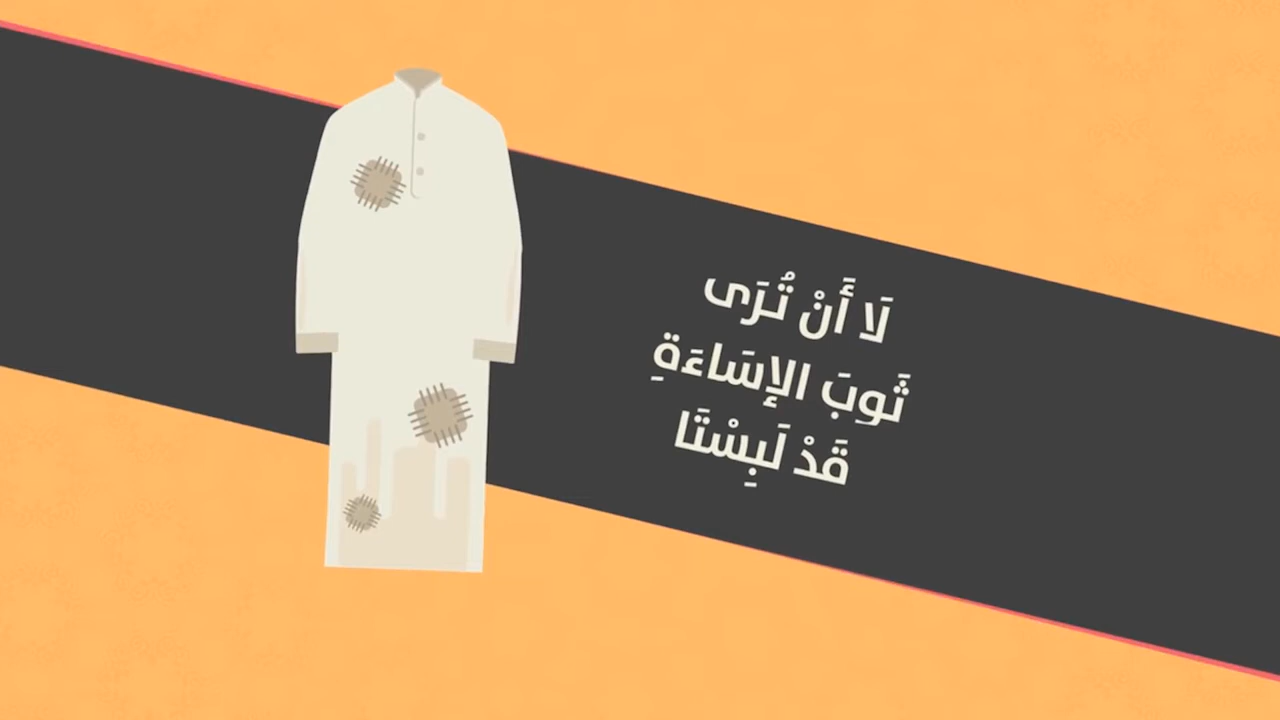 لَا أَنْ تُرَى
ثَوبَ الإِسَاءَةِ
قَدْ لَبِسْتَا